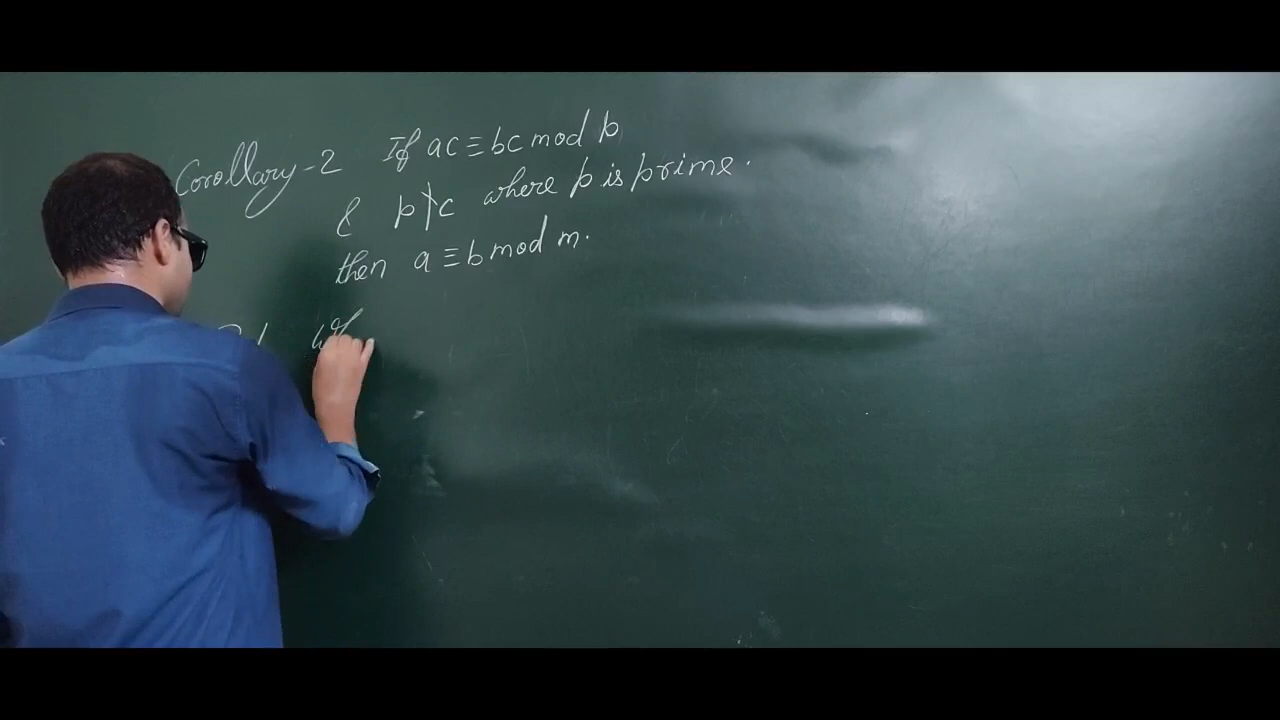 Corollary-2 If ac ≡ bc mod p
& p∤c where p is prime.
then a ≡ b mod m.